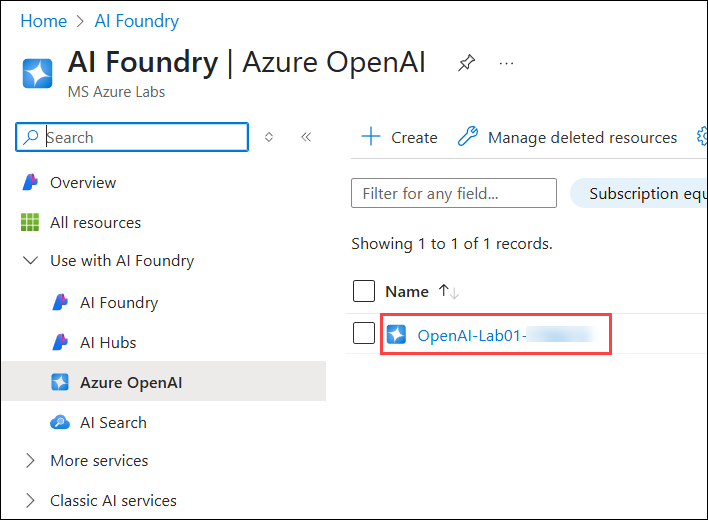 Home > AI Foundry
AI Foundry | Azure OpenAI ...
MS Azure Labs
Search
Create
Manage deleted resources
Filter for any field...
Subscription equ
Showing 1 to 1 of 1 records.
Name ↑↓
OpenAI-Lab01-
Overview
All resources
Use with AI Foundry
AI Foundry
AI Hubs
Azure OpenAI
AI Search
More services
Classic AI services